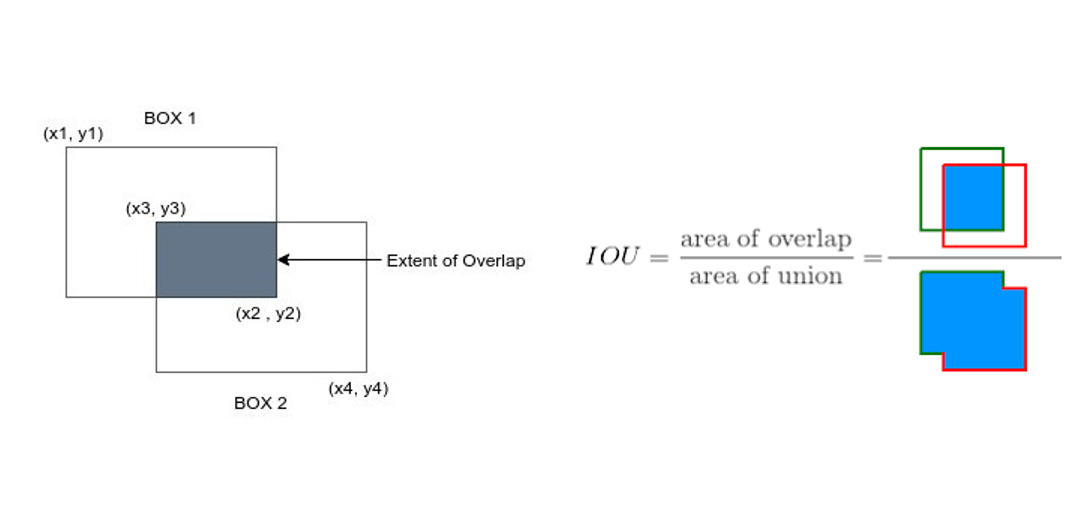 BOX 1
(x1, y1)
(x3, y3)
Extent of Overlap
(x2 , y2)
(x4, y4)
BOX 2
IOU = area of overlap / area of union =